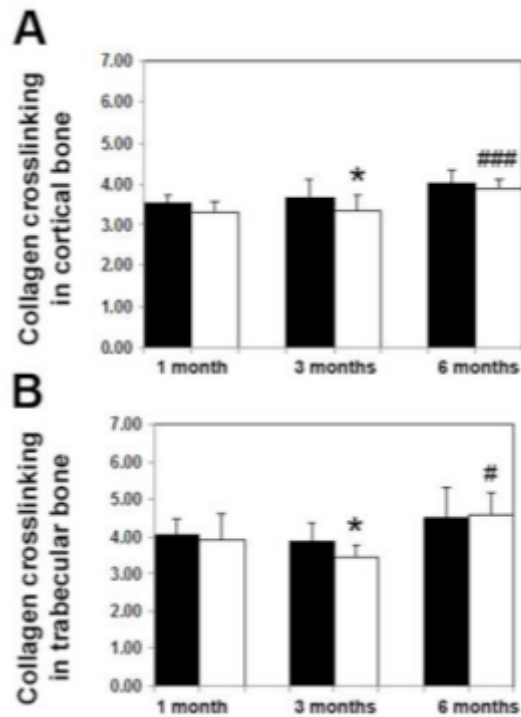 A
Collagen crosslinking
in cortical bone
7.00
6.00
5.00
4.00
3.00
2.00
1.00
0.00
*
###
1 month
3 months
6 months
B
Collagen crosslinking
in trabecular bone
7.00
6.00
5.00
4.00
3.00
2.00
1.00
0.00
*
#
1 month
3 months
6 months